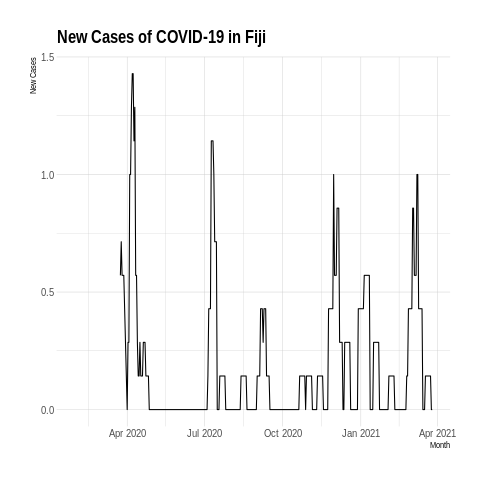 New Cases of COVID-19 in Fiji
New Cases
1.5
1.0
0.5
0.0
Apr 2020 Jul 2020 Oct 2020 Jan 2021 Apr 2021
Month